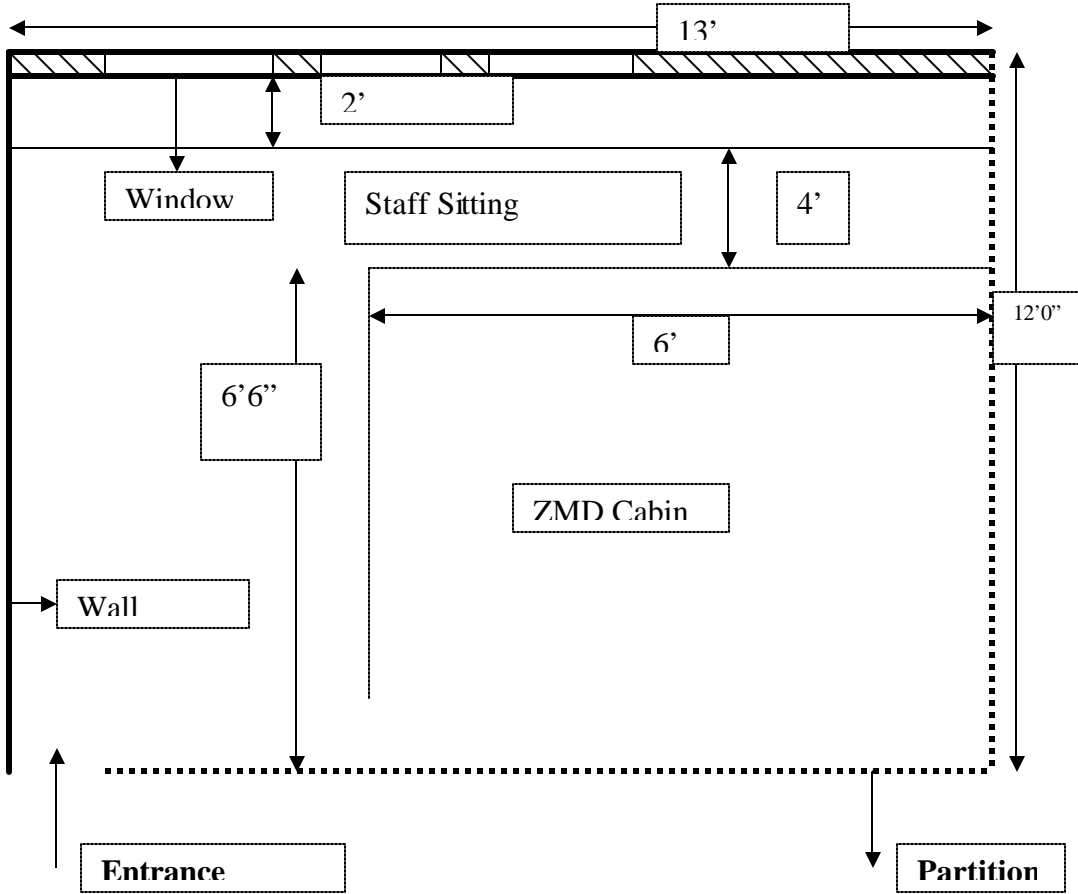 13’
2’
Window
Staff Sitting
4’
12’0”
6’
6’6”
ZMD Cabin
Wall
Entrance
Partition